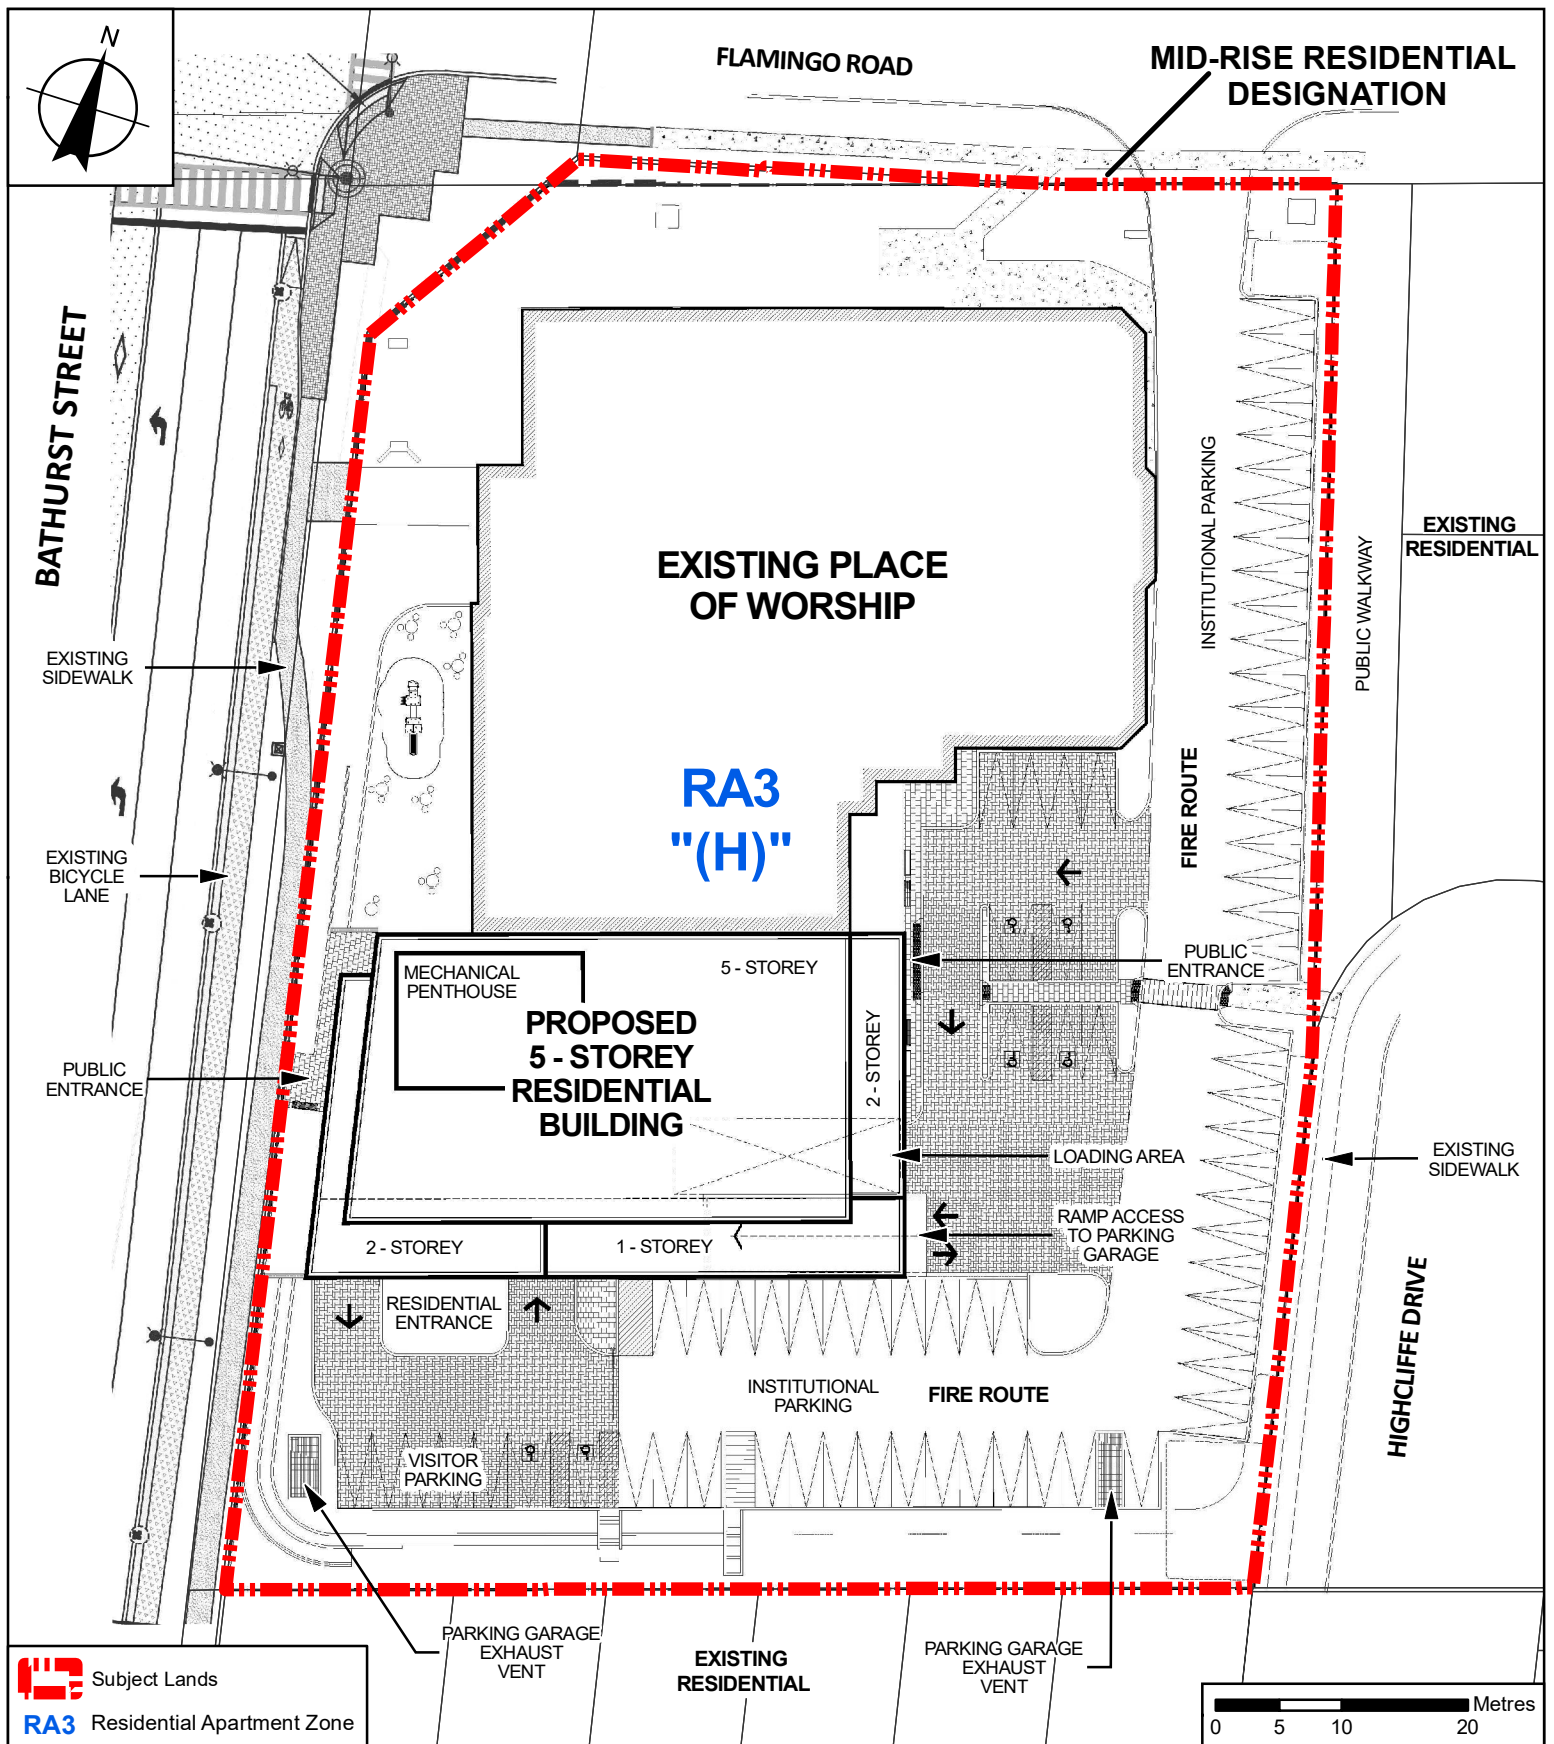 N
FLAMINGO ROAD
MID-RISE RESIDENTIAL
DESIGNATION
BATHURST STREET
INSTITUTIONAL PARKING
EXISTING
RESIDENTIAL
PUBLIC WALKWAY
EXISTING PLACE
OF WORSHIP
EXISTING
SIDEWALK
RA3
"(H)"
FIRE ROUTE
EXISTING
BICYCLE
LANE
MECHANICAL
PENTHOUSE
5 - STOREY
PUBLIC
ENTRANCE
PROPOSED
5 - STOREY
RESIDENTIAL
BUILDING
2 - STOREY
PUBLIC
ENTRANCE
LOADING AREA
EXISTING
SIDEWALK
RAMP ACCESS
TO PARKING
GARAGE
2 - STOREY
1 - STOREY
RESIDENTIAL
ENTRANCE
HIGHCLIFFE DRIVE
INSTITUTIONAL
PARKING
FIRE ROUTE
VISITOR
PARKING
PARKING GARAGE
EXHAUST
VENT
EXISTING
RESIDENTIAL
PARKING GARAGE
EXHAUST
VENT
Subject Lands
RA3 Residential Apartment Zone
Metres
0 5 10 20